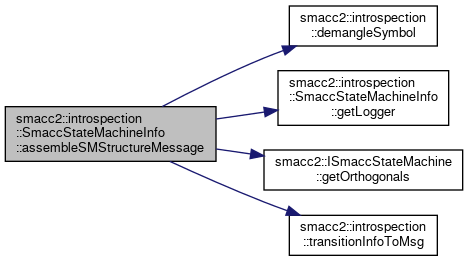 smacc2::introspection
::demangleSymbol
smacc2::introspection
::SmaccStateMachineInfo
::getLogger
smacc2::introspection
::SmaccStateMachineInfo
::assembleSMStructureMessage
smacc2::ISmaccStateMachine
::getOrthogonals
smacc2::introspection
::transitionInfoToMsg